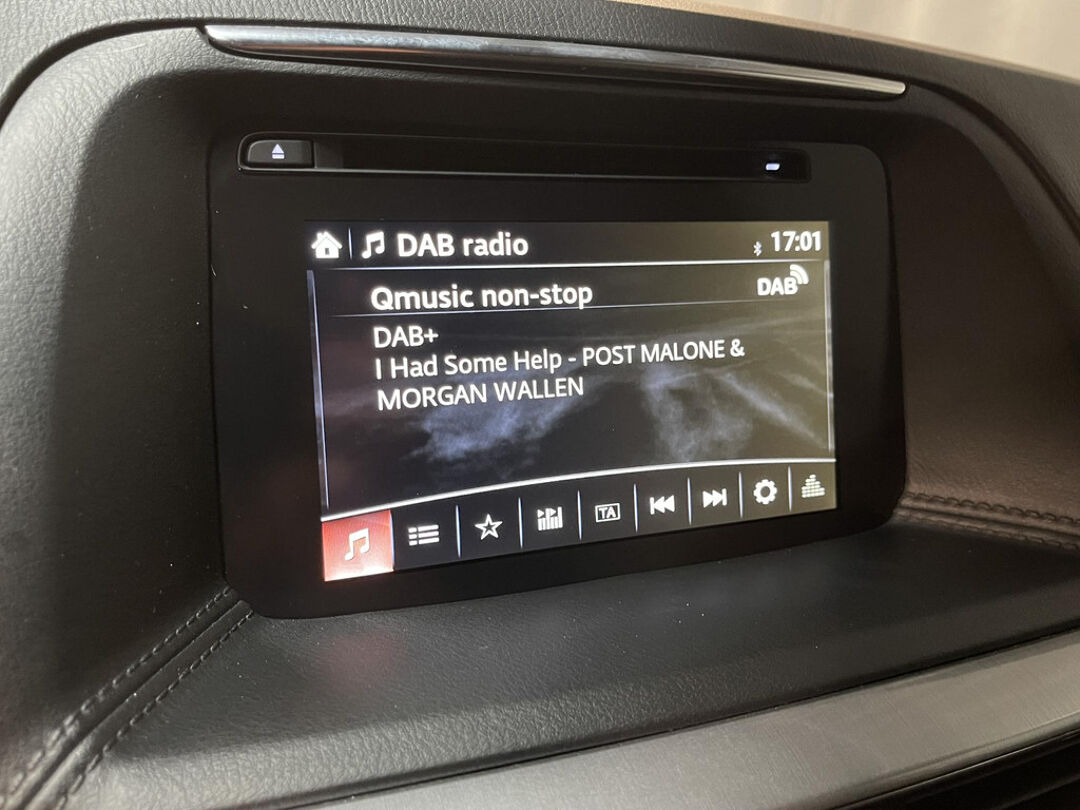 DAB radio 17:01
Qmusic non-stop DAB
DAB+
I Had Some Help - POST MALONE &
MORGAN WALLEN
TA